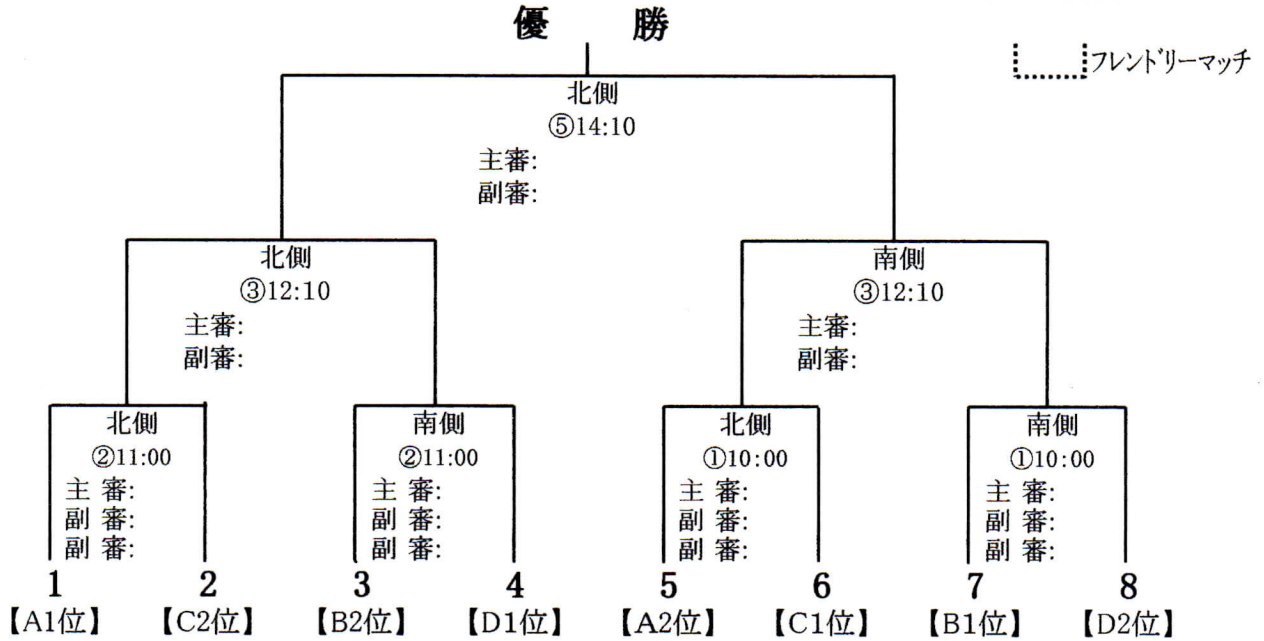 優 勝
フレンドリーマッチ
北側
⑤14:10
主審:
副審:
北側
③12:10
主審:
副審:
南側
③12:10
主審:
副審:
北側
②11:00
主 審:
副 審:
副 審:
南側
②11:00
主 審:
副 審:
副 審:
北側
①10:00
主 審:
副 審:
副 審:
南側
①10:00
主 審:
副 審:
副 審:
1 2 3 4 5 6 7 8
【A1位】 【C2位】 【B2位】 【D1位】 【A2位】 【C1位】 【B1位】 【D2位】